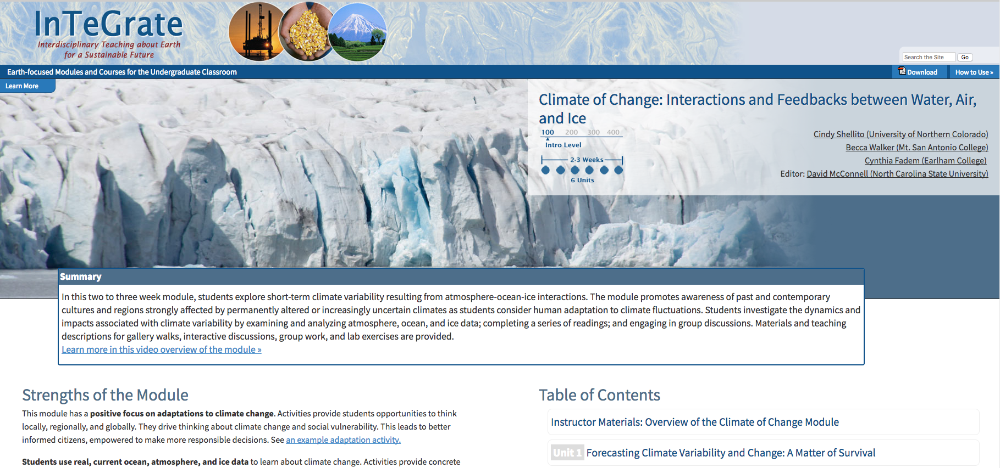 InTeGrate
Interdisciplinary Teaching about Earth
for a Sustainable Future
Search the Site
Go
Earth-focused Modules and Courses for the Undergraduate Classroom
Download
How to Use »
Learn More
Climate of Change: Interactions and Feedbacks between Water, Air,
and Ice
100 200 300 400
Intro Level
2-3 Weeks
6 Units
Cindy Shellito (University of Northern Colorado)
Becca Walker (Mt. San Antonio College)
Cynthia Fadem (Earlham College)
Editor: David McConnell (North Carolina State University)
Summary
In this two to three week module, students explore short-term climate variability resulting from atmosphere-ocean-ice interactions. The module promotes awareness of past and contemporary
cultures and regions strongly affected by permanently altered or increasingly uncertain climates as students consider human adaptation to climate fluctuations. Students investigate the dynamics and
impacts associated with climate variability by examining and analyzing atmosphere, ocean, and ice data; completing a series of readings; and engaging in group discussions. Materials and teaching
descriptions for gallery walks, interactive discussions, group work, and lab exercises are provided.
Learn more in this video overview of the module »
Strengths of the Module
This module has a positive focus on adaptations to climate change. Activities provide students opportunities to think
locally, regionally, and globally. They drive thinking about climate change and social vulnerability. This leads to better
informed citizens, empowered to make more responsible decisions. See an example adaptation activity.
Students use real, current ocean, atmosphere, and ice data to learn about climate change. Activities provide concrete
Table of Contents
Instructor Materials: Overview of the Climate of Change Module
Unit 1 Forecasting Climate Variability and Change: A Matter of Survival